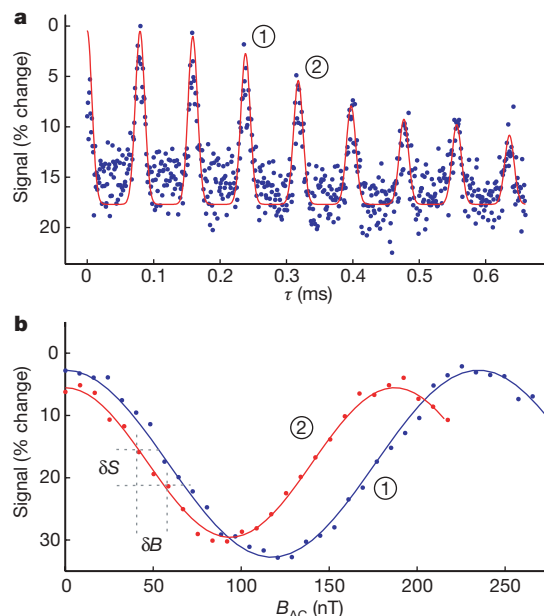 a
0
5
10
15
20
Signal (% change)
① ②
0 0.1 0.2 0.3 0.4 0.5 0.6
τ (ms)
b
0
10
20
30
Signal (% change)
δS
δB
② ①
0 50 100 150 200 250
B_AC (nT)